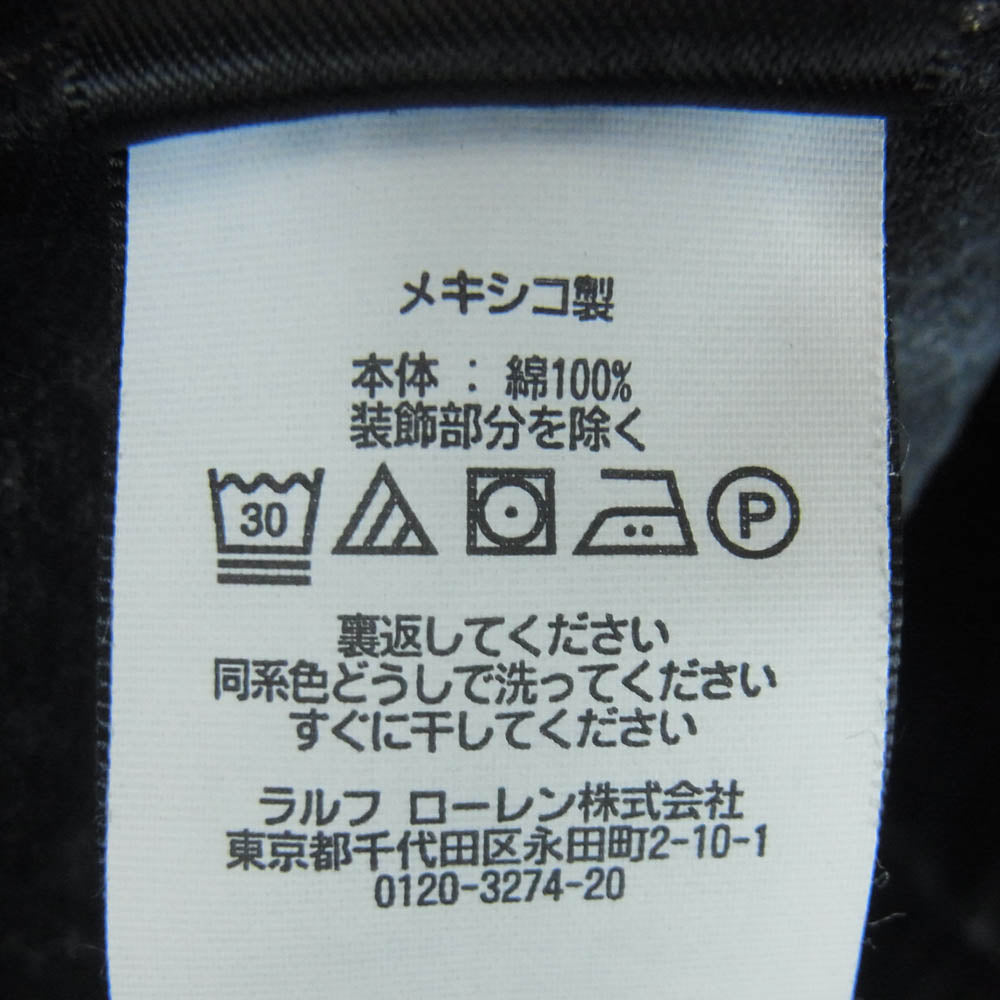 メキシコ製
本体 : 綿100%
装飾部分を除く
30 P
裏返してください
同系色どうしで洗ってください
すぐに干してください
ラルフ ローレン株式会社
東京都千代田区永田町2-10-1
0120-3274-20